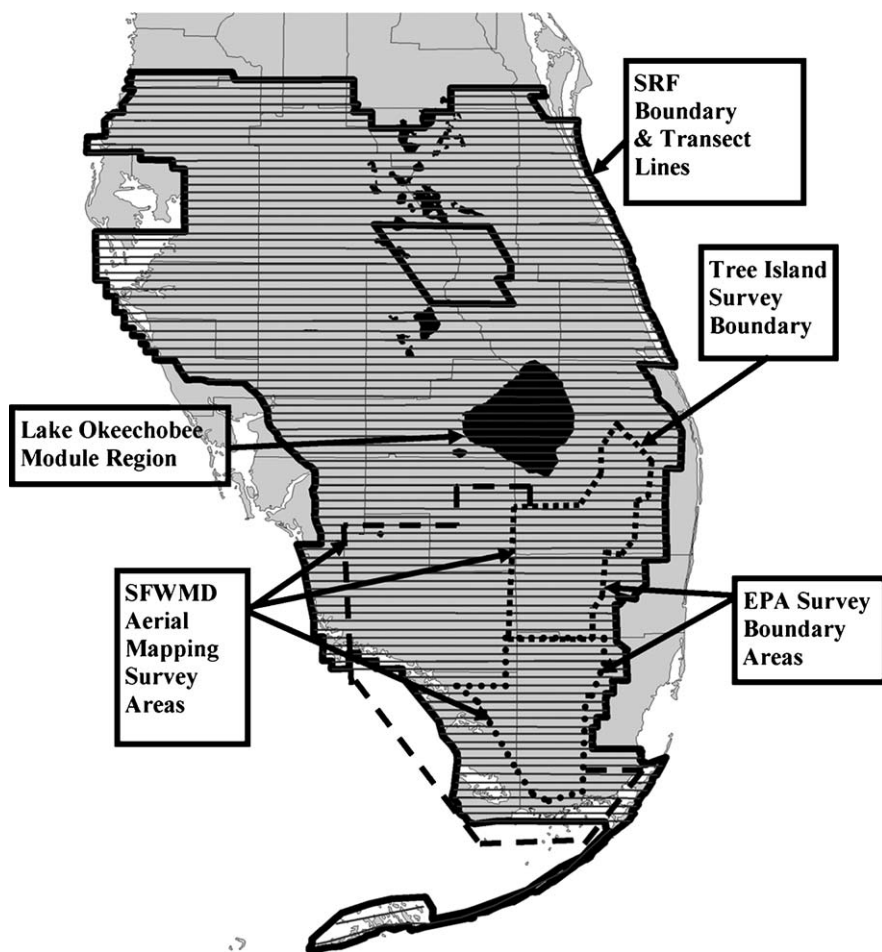 SRF
Boundary
& Transect
Lines
Tree Island
Survey
Boundary
Lake Okeechobee
Module Region
SFWMD
Aerial
Mapping
Survey
Areas
EPA Survey
Boundary
Areas